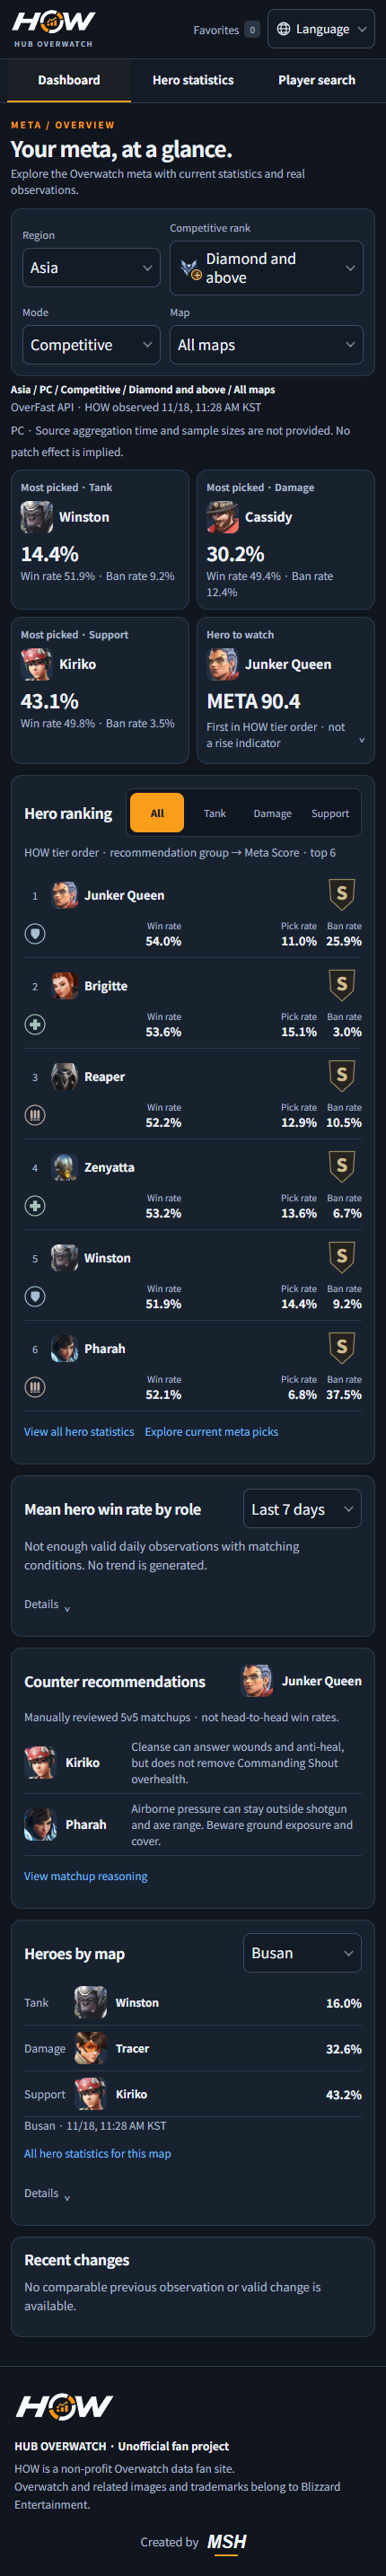 HOW
HUB OVERWATCH
Favorites 0
Language
Dashboard Hero statistics Player search
META / OVERVIEW
Your meta, at a glance.
Explore the Overwatch meta with current statistics and real
observations.
Region
Asia
Competitive rank
Diamond and
above
Mode
Competitive
Map
All maps
Asia / PC / Competitive / Diamond and above / All maps
OverFast API · HOW observed 11/18, 11:28 AM KST
PC · Source aggregation time and sample sizes are not provided. No
patch effect is implied.
Most picked · Tank
Winston
14.4%
Win rate 51.9% · Ban rate 9.2%
Most picked · Damage
Cassidy
30.2%
Win rate 49.4% · Ban rate
12.4%
Most picked · Support
Kiriko
43.1%
Win rate 49.8% · Ban rate 3.5%
Hero to watch
Junker Queen
META 90.4
First in HOW tier order · not
a rise indicator
Hero ranking
All Tank Damage Support
HOW tier order · recommendation group → Meta Score · top 6
1 Junker Queen S
Win rate Pick rate Ban rate
54.0% 11.0% 25.9%
2 Brigitte S
Win rate Pick rate Ban rate
53.6% 15.1% 3.0%
3 Reaper S
Win rate Pick rate Ban rate
52.2% 12.9% 10.5%
4 Zenyatta S
Win rate Pick rate Ban rate
53.2% 13.6% 6.7%
5 Winston S
Win rate Pick rate Ban rate
51.9% 14.4% 9.2%
6 Pharah S
Win rate Pick rate Ban rate
52.1% 6.8% 37.5%
View all hero statistics Explore current meta picks
Mean hero win rate by role
Last 7 days
Not enough valid daily observations with matching
conditions. No trend is generated.
Details
Counter recommendations
Junker Queen
Manually reviewed 5v5 matchups · not head-to-head win rates.
Kiriko
Cleanse can answer wounds and anti-heal,
but does not remove Commanding Shout
overhealth.
Pharah
Airborne pressure can stay outside shotgun
and axe range. Beware ground exposure and
cover.
View matchup reasoning
Heroes by map
Busan
Tank Winston 16.0%
Damage Tracer 32.6%
Support Kiriko 43.2%
Busan · 11/18, 11:28 AM KST
All hero statistics for this map
Details
Recent changes
No comparable previous observation or valid change is
available.
HOW
HUB OVERWATCH · Unofficial fan project
HOW is a non-profit Overwatch data fan site.
Overwatch and related images and trademarks belong to Blizzard
Entertainment.
Created by MSH